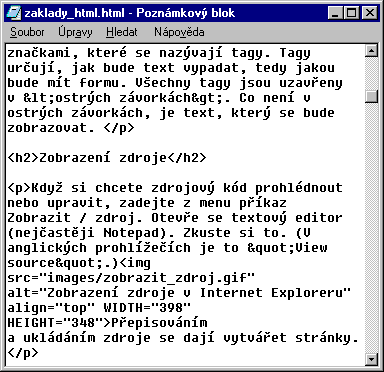 zaklady_html.html - Poznámkový blok
Soubor Úpravy Hledat Nápověda
značkami, které se nazývají tagy. Tagy
určují, jak bude text vypadat, tedy jakou
bude mít formu. Všechny tagy jsou uzavřeny
v &lt;ostrých závorkách&gt;. Co není v
ostrých závorkách, je text, který se bude
zobrazovat. </p>
<h2>Zobrazení zdroje</h2>
<p>Když si chcete zdrojový kód prohlédnout
nebo upravit, zadejte z menu příkaz
Zobrazit / zdroj. Otevře se textový editor
(nejčastěji Notepad). Zkuste si to. (V
anglických prohlížečích je to &quot;View
source&quot;.)<img
src="images/zobrazit_zdroj.gif"
alt="Zobrazení zdroje v Internet Exploreru"
align="top" WIDTH="398"
HEIGHT="348">Přepisováním
a ukládáním zdroje se dají vytvářet stránky.
</p>